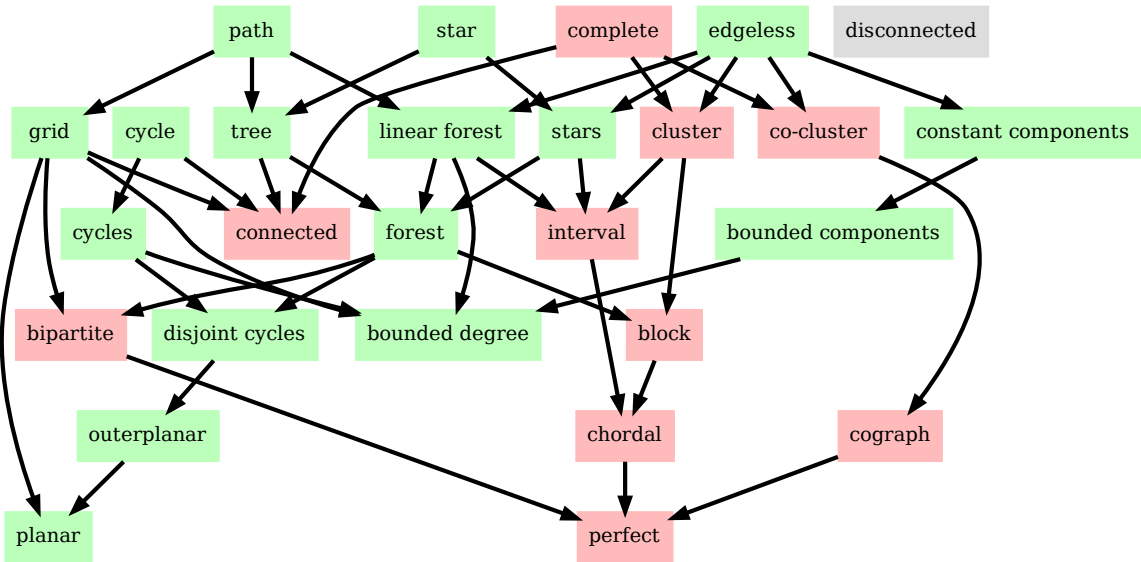 path
star
complete
edgeless
disconnected
grid
cycle
tree
linear forest
stars
cluster
co-cluster
constant components
cycles
connected
forest
interval
bounded components
bipartite
disjoint cycles
bounded degree
block
outerplanar
chordal
cograph
planar
perfect